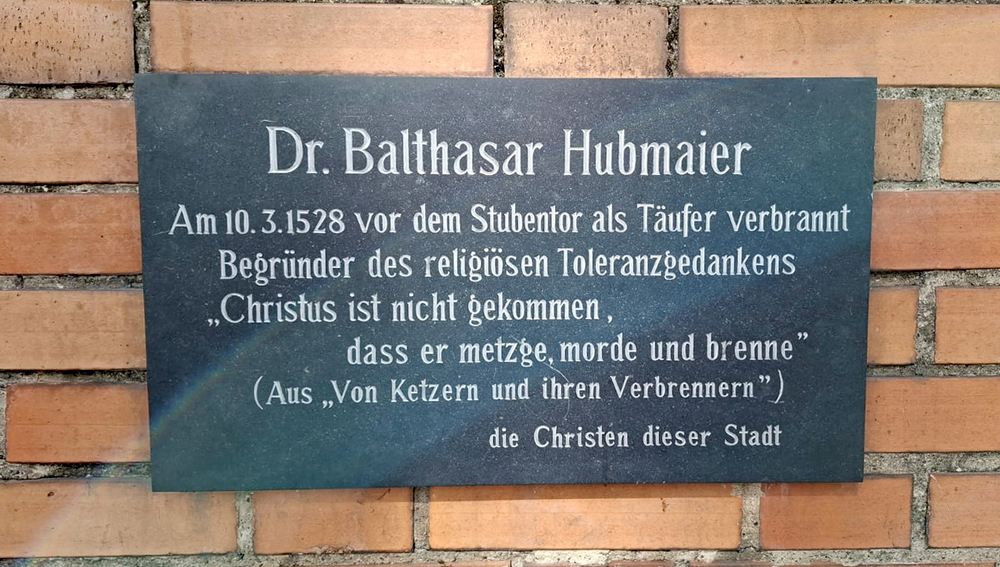 Dr. Balthasar Hubmaier
Am 10.3.1528 vor dem Stubentor als Täufer verbrannt
Begründer des religiösen Toleranzgedankens
„Christus ist nicht gekommen,
dass er metzge, morde und brenne”
(Aus „Von Ketzern und ihren Verbrennern”)
die Christen dieser Stadt